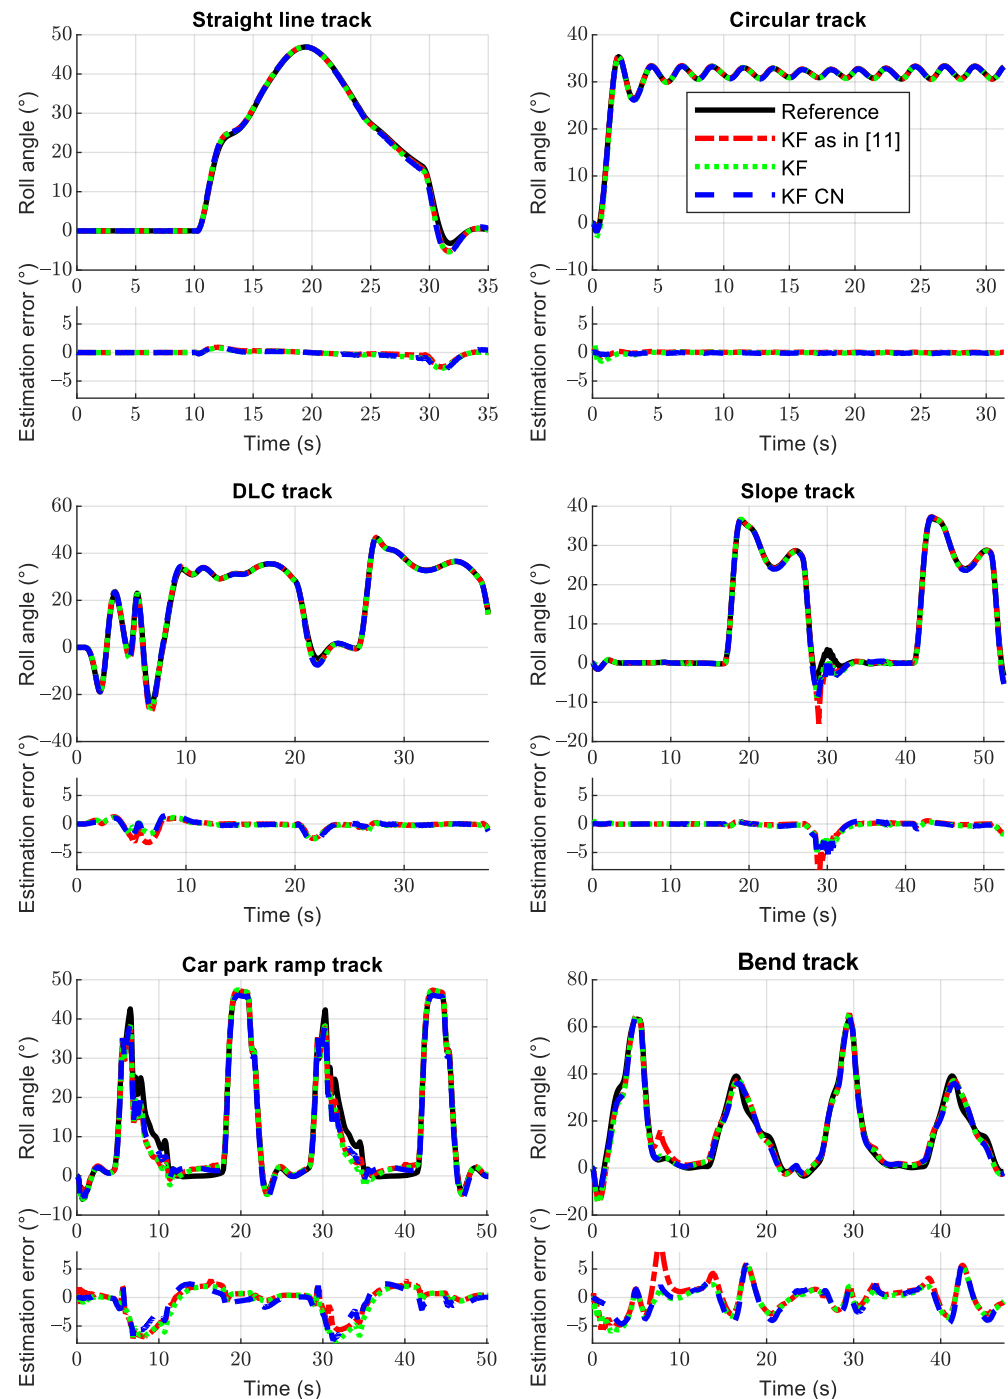 Straight line track
Roll angle (°)
50
40
30
20
10
0
−10
0 5 10 15 20 25 30 35
Estimation error (°)
5
0
−5
0 5 10 15 20 25 30 35
Time (s)
Circular track
Roll angle (°)
40
30
20
10
0
−10
Reference
KF as in [11]
KF
KF CN
0 5 10 15 20 25 30
Estimation error (°)
5
0
−5
0 5 10 15 20 25 30
Time (s)
DLC track
Roll angle (°)
60
40
20
0
−20
−40
0 10 20 30
Estimation error (°)
5
0
−5
0 10 20 30
Time (s)
Slope track
Roll angle (°)
40
30
20
10
0
−10
−20
0 10 20 30 40 50
Estimation error (°)
5
0
−5
0 10 20 30 40 50
Time (s)
Car park ramp track
Roll angle (°)
50
40
30
20
10
0
−10
0 10 20 30 40 50
Estimation error (°)
5
0
−5
0 10 20 30 40 50
Time (s)
Bend track
Roll angle (°)
80
60
40
20
0
−20
0 10 20 30 40
Estimation error (°)
5
0
−5
0 10 20 30 40
Time (s)